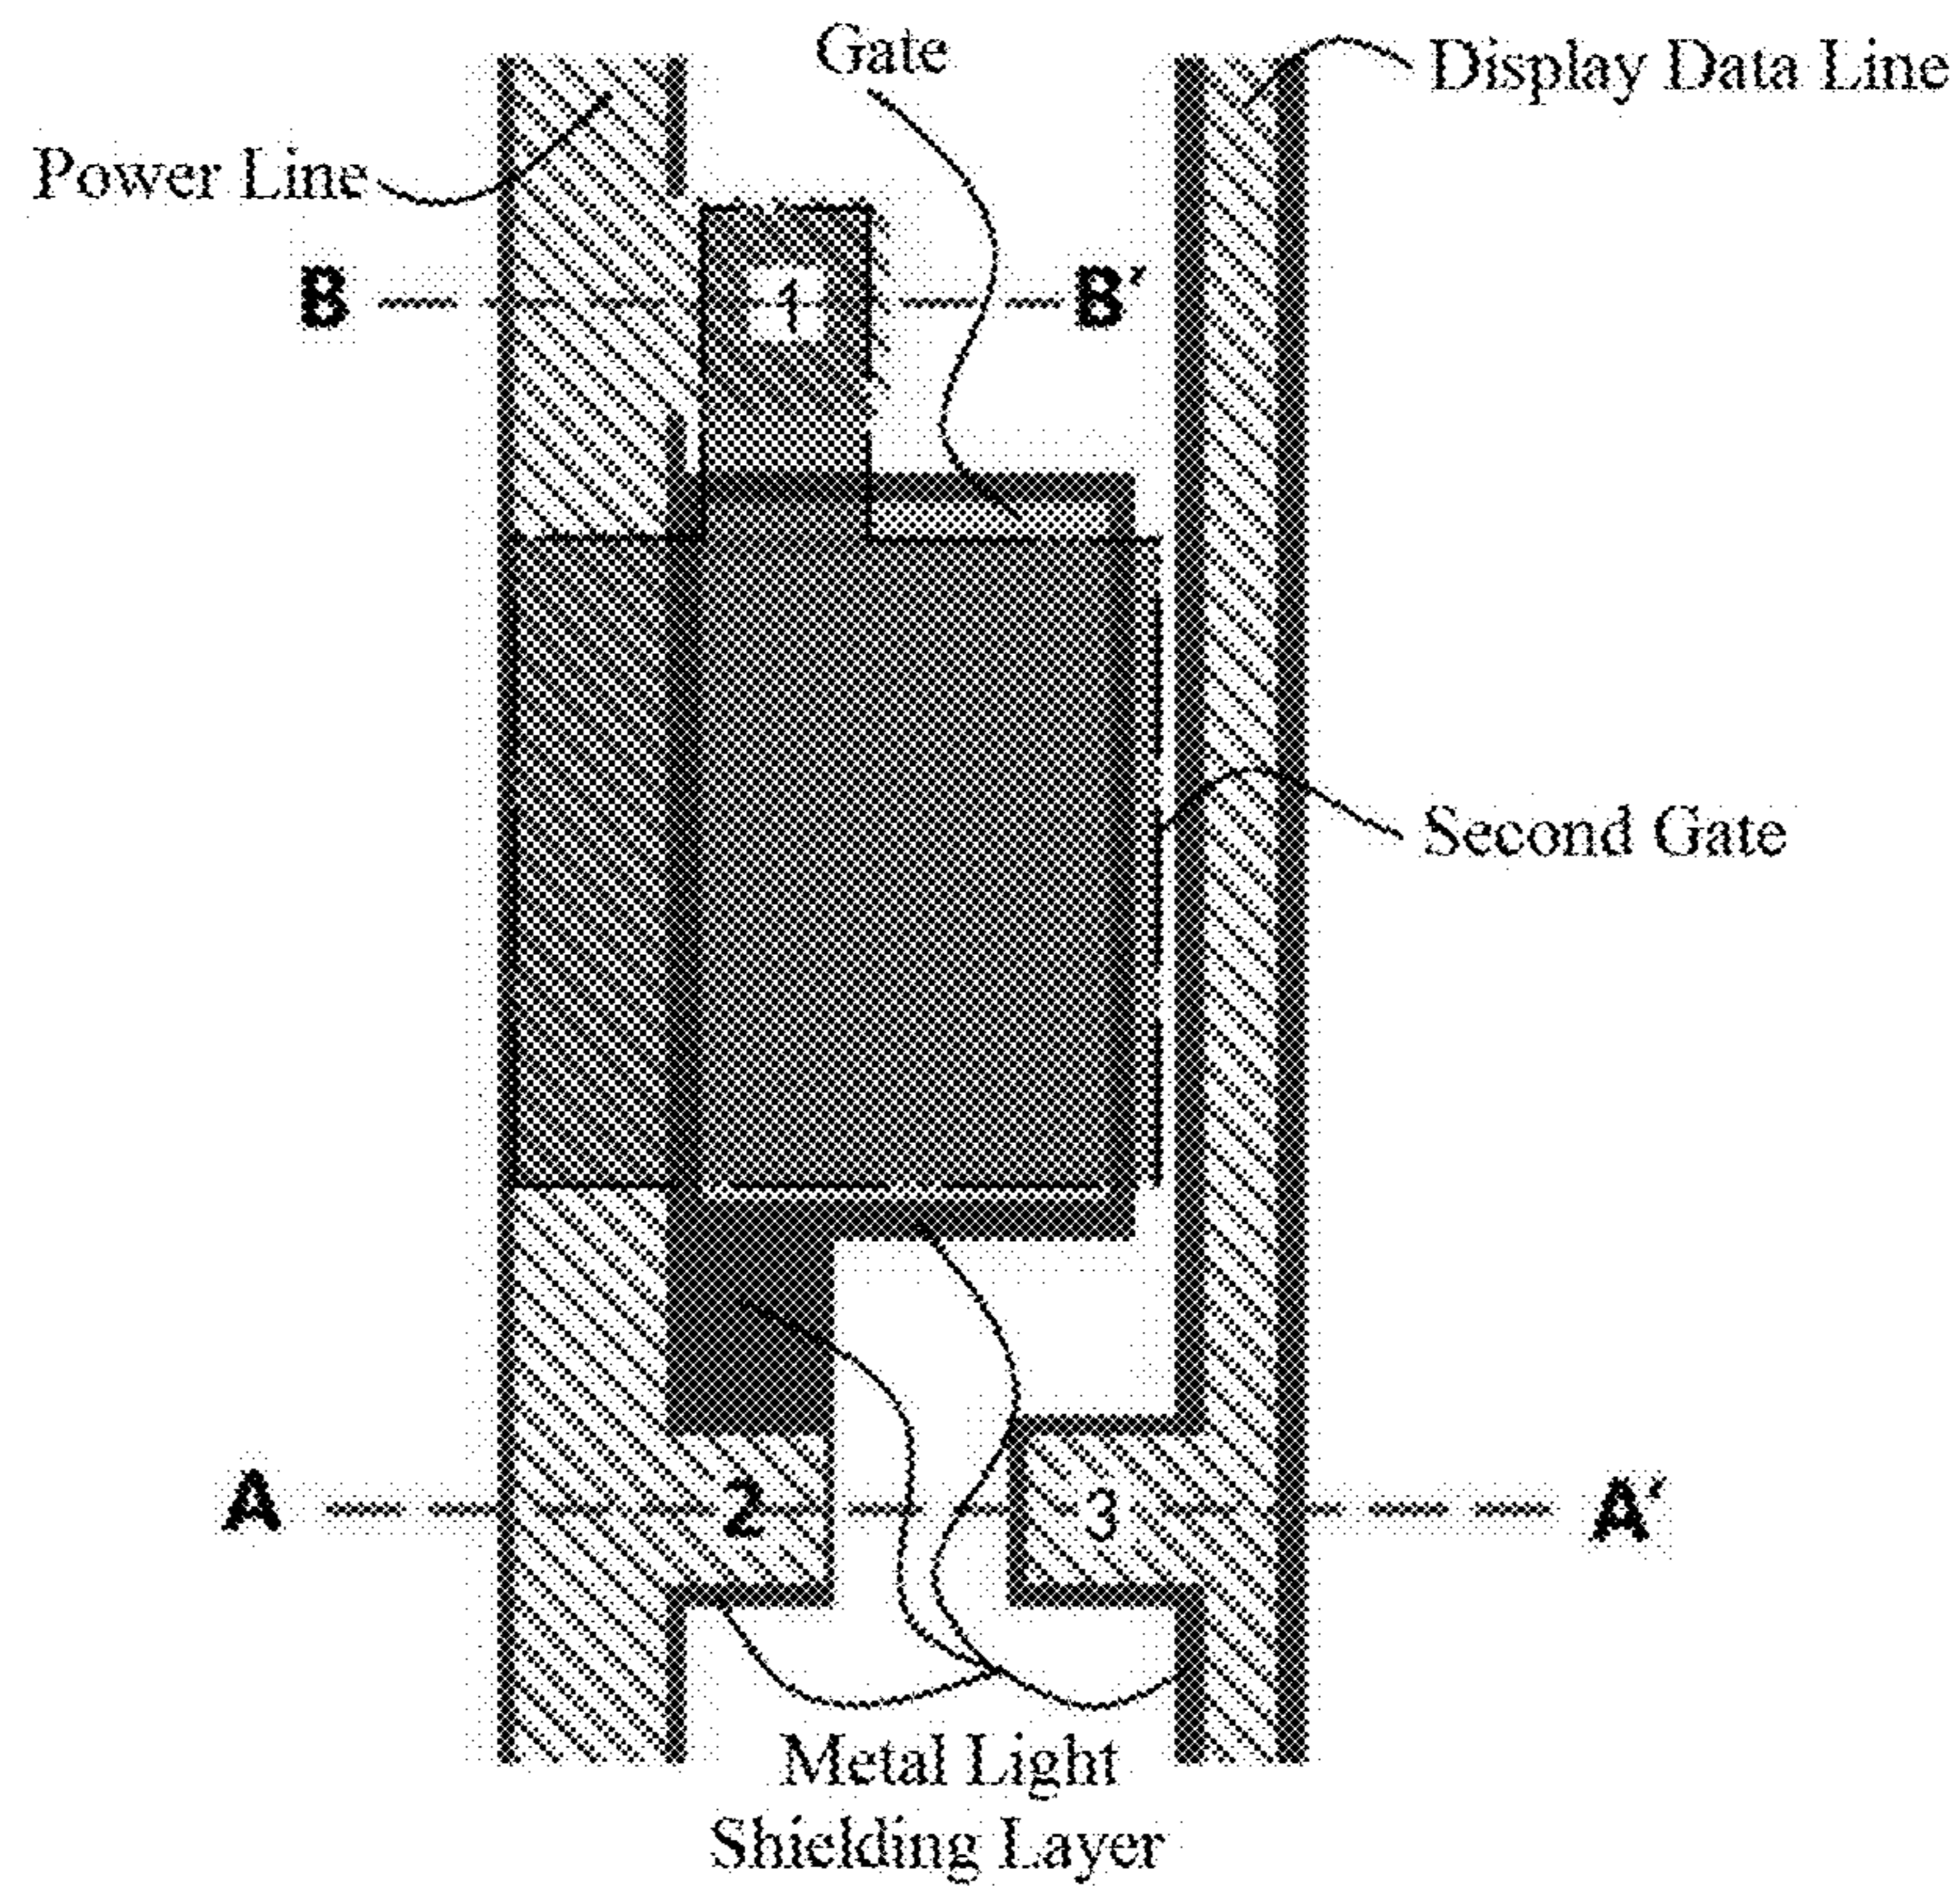 Gate
Display Data Line
Power Line
B
1
B′
Second Gate
A
2
3
A′
Metal Light
Shielding Layer